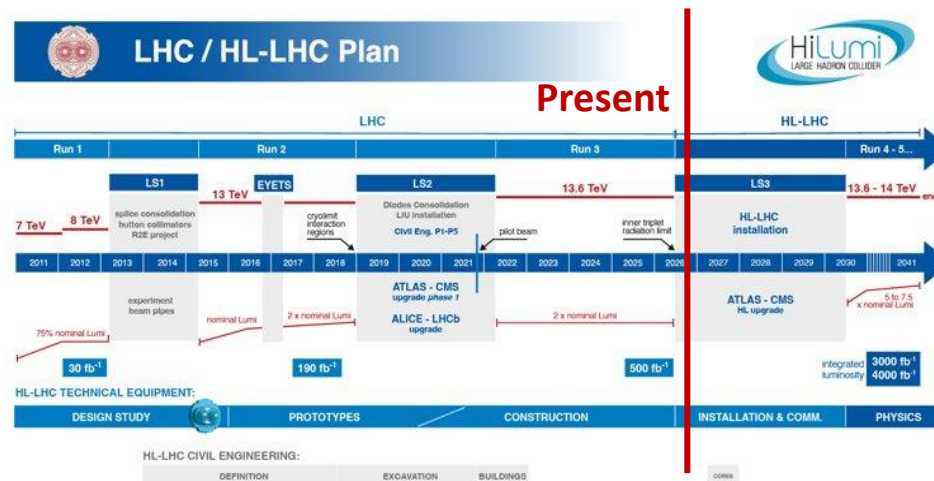 LHC / HL-LHC Plan
HiLumi
LARGE HADRON COLLIDER
Present
LHC
HL-LHC
Run 1
Run 2
Run 3
Run 4 - 5...
LS1
EYETS
LS2
LS3
13 TeV
13.6 TeV
13.6 - 14 TeV
splice consolidation
button collimators
R2E project
Diodes Consolidation
LIU Installation
Civil Eng. P1-P5
HL-LHC
installation
7 TeV
8 TeV
cryolimit
interaction
regions
pilot beam
inner triplet
radiation limit
2011
2012
2013
2014
2015
2016
2017
2018
2019
2020
2021
2022
2023
2024
2025
2026
2027
2028
2029
2030
2041
experiment
beam pipes
ATLAS - CMS
upgrade phase 1
ALICE - LHCb
upgrade
ATLAS - CMS
HL upgrade
5 to 7.5
x nominal Lumi
75% nominal Lumi
nominal Lumi
2 x nominal Lumi
2 x nominal Lumi
30 fb-1
190 fb-1
500 fb-1
integrated
luminosity
3000 fb-1
4000 fb-1
HL-LHC TECHNICAL EQUIPMENT:
DESIGN STUDY
PROTOTYPES
CONSTRUCTION
INSTALLATION & COMM.
PHYSICS
HL-LHC CIVIL ENGINEERING:
DEFINITION
EXCAVATION
BUILDINGS
CORES